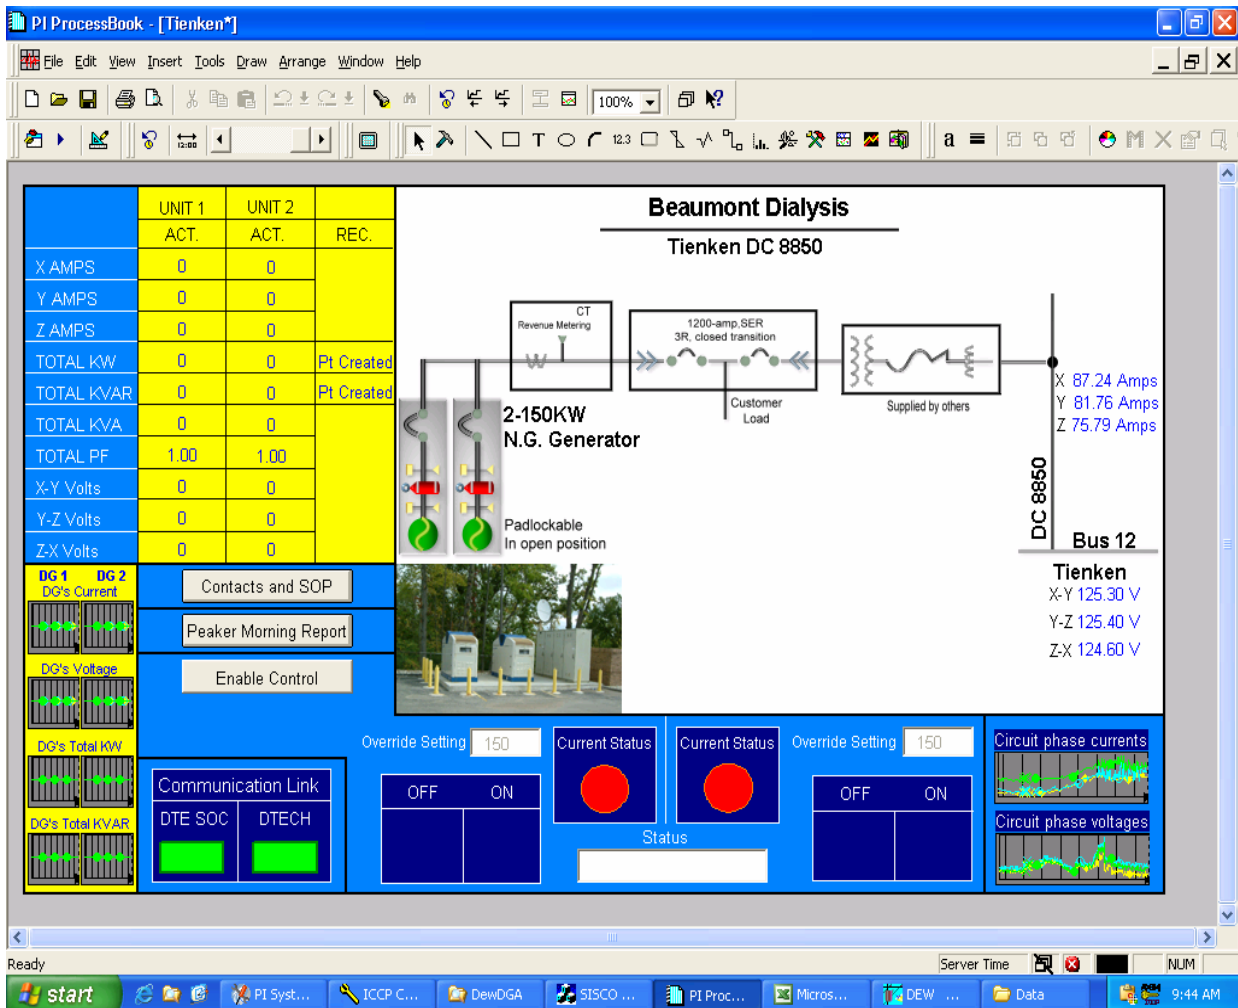 PI ProcessBook - [Tienken*]
File Edit View Insert Tools Draw Arrange Window Help
100%
12:00
T
12.3
a
UNIT 1 UNIT 2
ACT. ACT. REC.
X AMPS 0 0
Y AMPS 0 0
Z AMPS 0 0
TOTAL KW 0 0 Pt Created
TOTAL KVAR 0 0 Pt Created
TOTAL KVA 0 0
TOTAL PF 1.00 1.00
X-Y Volts 0 0
Y-Z Volts 0 0
Z-X Volts 0 0
Beaumont Dialysis
Tienken DC 8850
CT
Revenue Metering
1200-amp,SER
3R, closed transition
Customer
Load
Supplied by others
X 87.24 Amps
Y 81.76 Amps
Z 75.79 Amps
2-150KW
N.G. Generator
Padlockable
In open position
DC 8850
Bus 12
Tienken
X-Y 125.30 V
Y-Z 125.40 V
Z-X 124.60 V
DG 1 DG 2
DG's Current
DG's Voltage
DG's Total KW
DG's Total KVAR
Contacts and SOP
Peaker Morning Report
Enable Control
Communication Link
DTE SOC DTECH
Override Setting 150
OFF ON
Current Status
Current Status
Status
Override Setting 150
OFF ON
Circuit phase currents
Circuit phase voltages
Ready
Server Time
NUM
start
PI Syst...
ICCP C...
DewDGA
SISCO ...
PI Proc...
Micros...
DEW ...
Data
9:44 AM